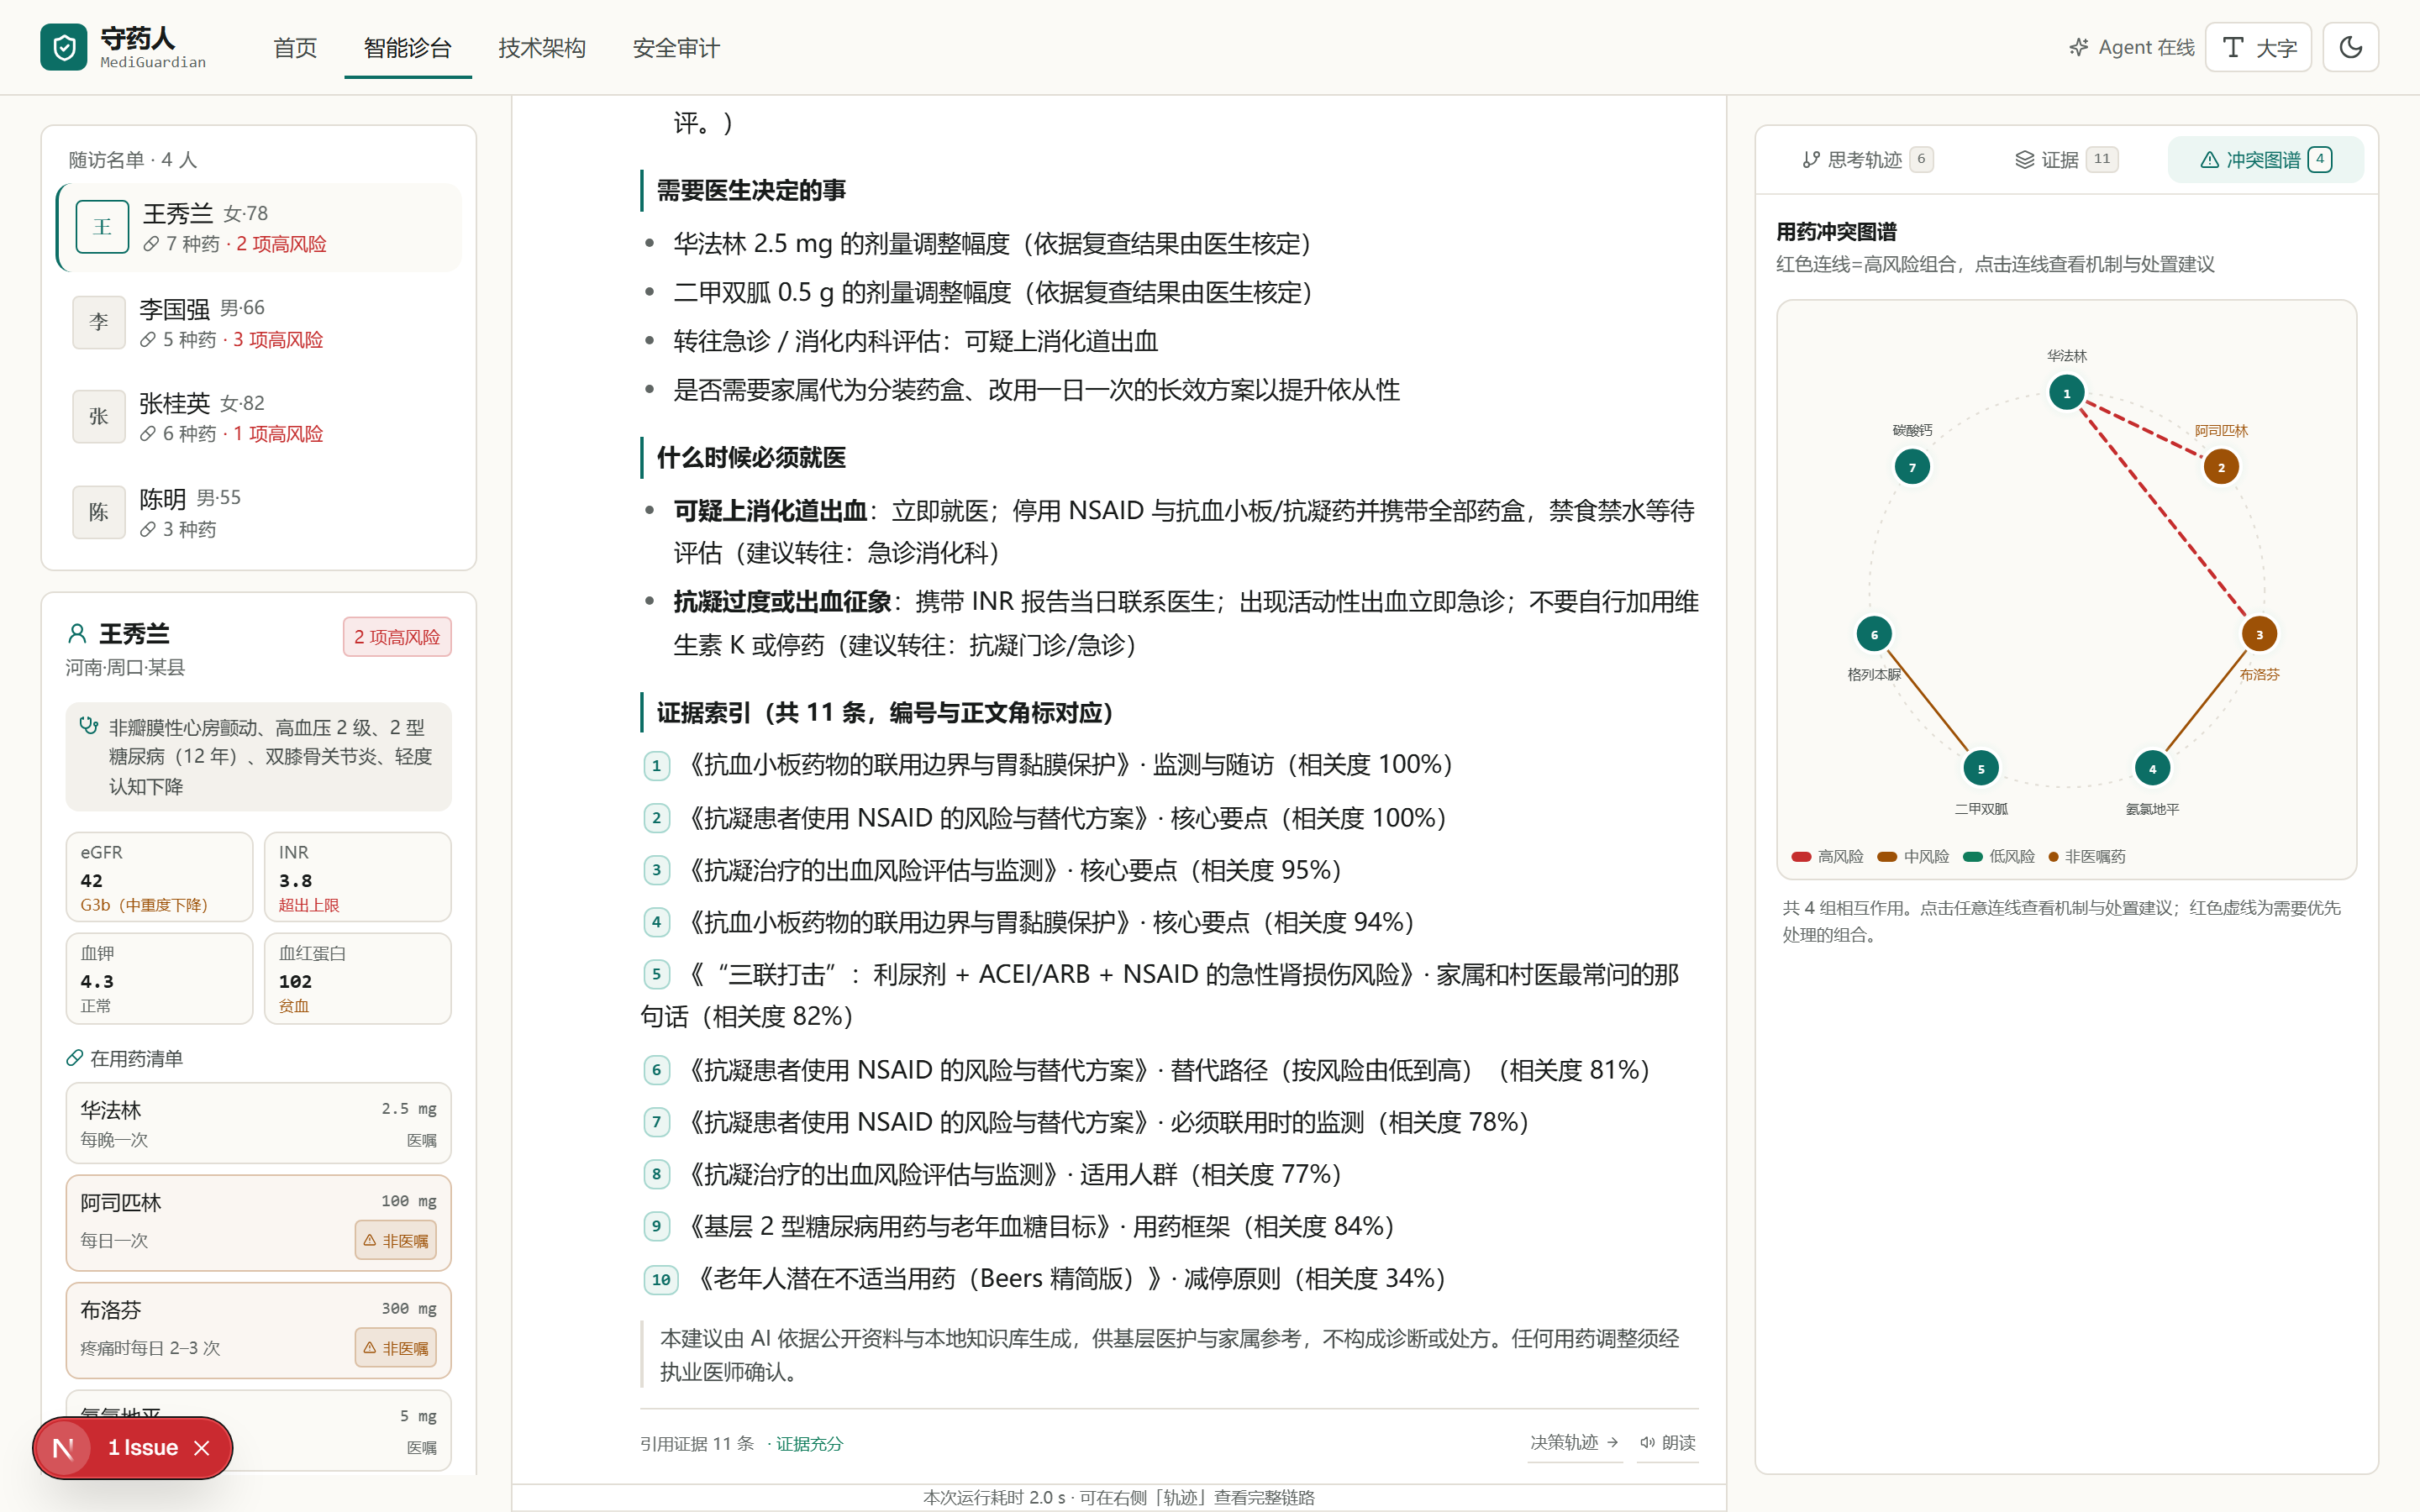 守药人
MediGuardian
首页
智能诊台
技术架构
安全审计
Agent 在线
大字
随访名单 · 4 人
王
王秀兰 女·78
7 种药 · 2 项高风险
李
李国强 男·66
5 种药 · 3 项高风险
张
张桂英 女·82
6 种药 · 1 项高风险
陈
陈明 男·55
3 种药
王秀兰
2 项高风险
河南·周口·某县
非瓣膜性心房颤动、高血压 2 级、2 型
糖尿病（12 年）、双膝骨关节炎、轻度
认知下降
eGFR
42
G3b（中重度下降）
INR
3.8
超出上限
血钾
4.3
正常
血红蛋白
102
贫血
在用药清单
华法林 2.5 mg
每晚一次 医嘱
阿司匹林 100 mg
每日一次 非医嘱
布洛芬 300 mg
疼痛时每日 2–3 次 非医嘱
氨氯地平 5 mg
医嘱
1 Issue
评。）
需要医生决定的事
华法林 2.5 mg 的剂量调整幅度（依据复查结果由医生核定）
二甲双胍 0.5 g 的剂量调整幅度（依据复查结果由医生核定）
转往急诊 / 消化内科评估：可疑上消化道出血
是否需要家属代为分装药盒、改用一日一次的长效方案以提升依从性
什么时候必须就医
可疑上消化道出血：立即就医；停用 NSAID 与抗血小板/抗凝药并携带全部药盒，禁食禁水等待
评估（建议转往：急诊消化科）
抗凝过度或出血征象：携带 INR 报告当日联系医生；出现活动性出血立即急诊；不要自行加用维
生素 K 或停药（建议转往：抗凝门诊/急诊）
证据索引（共 11 条，编号与正文角标对应）
1 《抗血小板药物的联用边界与胃黏膜保护》· 监测与随访（相关度 100%）
2 《抗凝患者使用 NSAID 的风险与替代方案》· 核心要点（相关度 100%）
3 《抗凝治疗的出血风险评估与监测》· 核心要点（相关度 95%）
4 《抗血小板药物的联用边界与胃黏膜保护》· 核心要点（相关度 94%）
5 《 “三联打击” ：利尿剂 + ACEI/ARB + NSAID 的急性肾损伤风险》· 家属和村医最常问的那
句话（相关度 82%）
6 《抗凝患者使用 NSAID 的风险与替代方案》· 替代路径（按风险由低到高）（相关度 81%）
7 《抗凝患者使用 NSAID 的风险与替代方案》· 必须联用时的监测（相关度 78%）
8 《抗凝治疗的出血风险评估与监测》· 适用人群（相关度 77%）
9 《基层 2 型糖尿病用药与老年血糖目标》· 用药框架（相关度 84%）
10 《老年人潜在不适当用药（Beers 精简版）》· 减停原则（相关度 34%）
本建议由 AI 依据公开资料与本地知识库生成，供基层医护与家属参考，不构成诊断或处方。任何用药调整须经
执业医师确认。
引用证据 11 条 · 证据充分
决策轨迹 →
朗读
本次运行耗时 2.0 s · 可在右侧「轨迹」查看完整链路
思考轨迹 6
证据 11
冲突图谱 4
用药冲突图谱
红色连线=高风险组合，点击连线查看机制与处置建议
华法林
1
阿司匹林
2
碳酸钙
7
3
布洛芬
6
格列本脲
5
二甲双胍
4
氨氯地平
高风险
中风险
低风险
非医嘱药
共 4 组相互作用。点击任意连线查看机制与处置建议；红色虚线为需要优先
处理的组合。